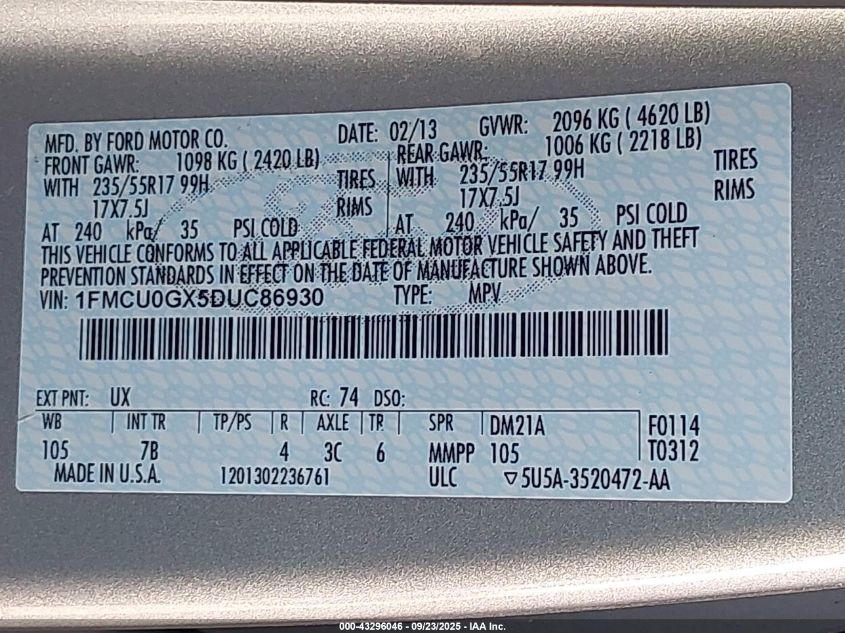 MFD. BY FORD MOTOR CO. DATE: 02/13 GVWR: 2096 KG ( 4620 LB)
FRONT GAWR: 1098 KG ( 2420 LB) REAR GAWR: 1006 KG ( 2218 LB)
WITH 235/55R17 99H TIRES WITH 235/55R17 99H TIRES
17X7.5J RIMS 17X7.5J RIMS
AT 240 kPa/ 35 PSI COLD AT 240 kPa/ 35 PSI COLD
THIS VEHICLE CONFORMS TO ALL APPLICABLE FEDERAL MOTOR VEHICLE SAFETY AND THEFT
PREVENTION STANDARDS IN EFFECT ON THE DATE OF MANUFACTURE SHOWN ABOVE.
VIN: 1FMCU0GX5DUC86930 TYPE: MPV
EXT PNT: UX RC: 74 DSO:
WB INT TR TP/PS R AXLE TR SPR DM21A F0114
105 7B 4 3C 6 MMPP 105 T0312
MADE IN U.S.A. 1201302236761 ULC ▽5U5A-3520472-AA
000-43296046 - 09/23/2025 - IAA Inc.